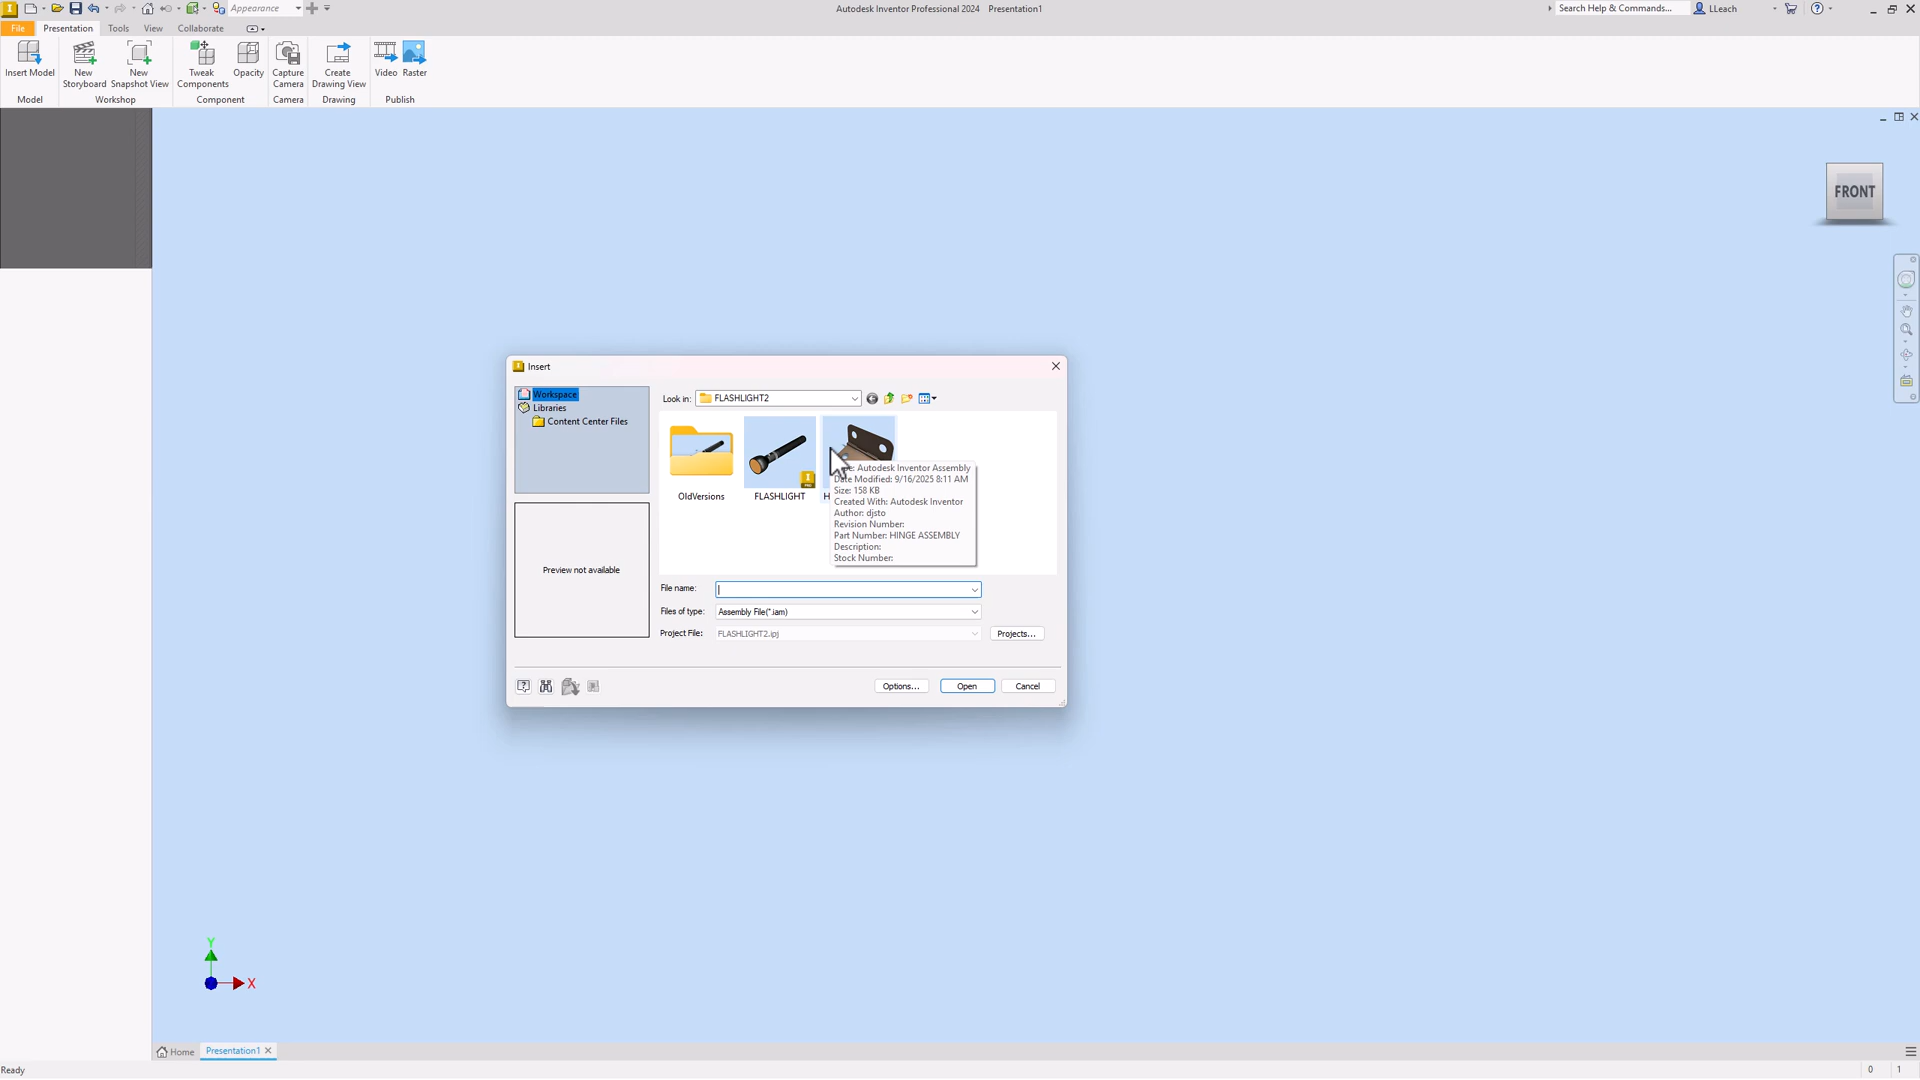 Appearance
Autodesk Inventor Professional 2024 Presentation1
Search Help & Commands...
LLeach
File Presentation Tools View Collaborate
Insert Model
New Storyboard
New Snapshot View
Tweak Components
Opacity
Capture Camera
Create Drawing View
Video
Raster
Model
Workshop
Component
Camera
Drawing
Publish
FRONT
Insert
Workspace
Libraries
Content Center Files
Look in: FLASHLIGHT2
OldVersions
FLASHLIGHT
Autodesk Inventor Assembly
Date Modified: 9/16/2025 8:11 AM
Size: 158 KB
Created With: Autodesk Inventor
Author: djsto
Revision Number:
Part Number: HINGE ASSEMBLY
Description:
Stock Number:
Preview not available
File name:
Files of type: Assembly File(*.iam)
Project File: FLASHLIGHT2.ipj
Projects...
Options...
Open
Cancel
Y
X
Home
Presentation1
Ready
0 1